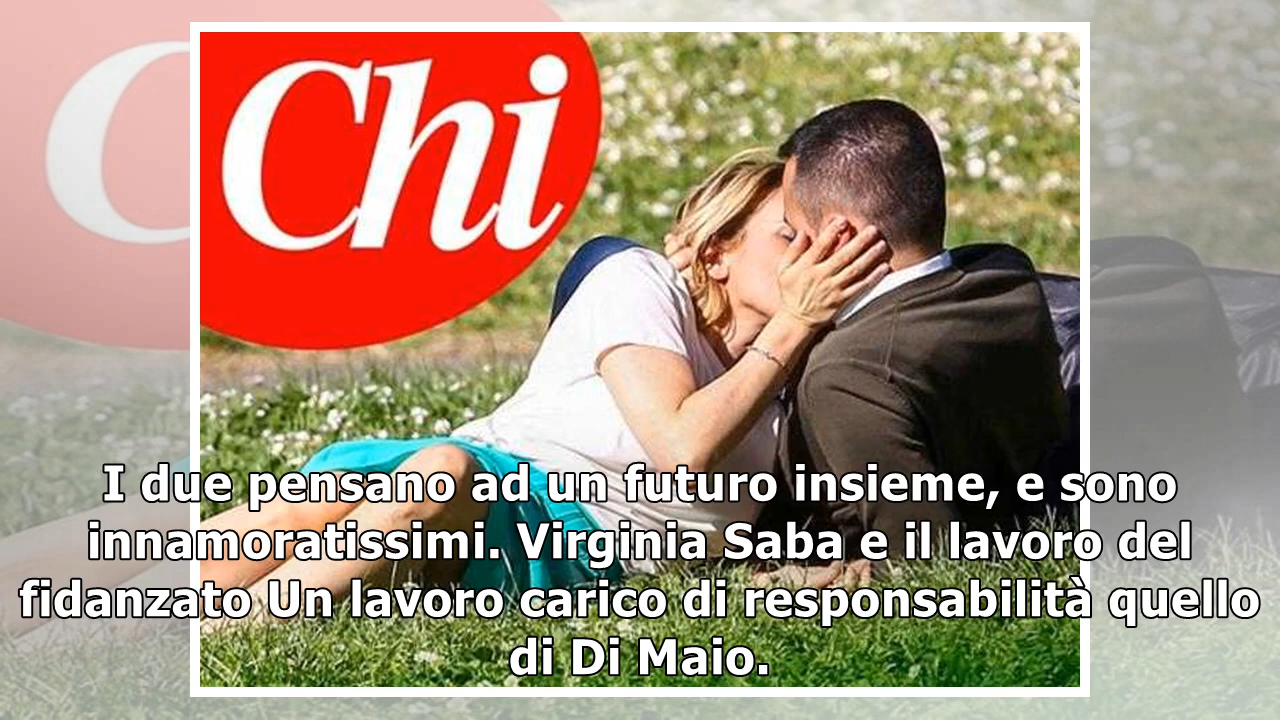 Chi
I due pensano ad un futuro insieme, e sono
innamoratissimi. Virginia Saba e il lavoro del
fidanzato Un lavoro carico di responsabilità quello
di Di Maio.